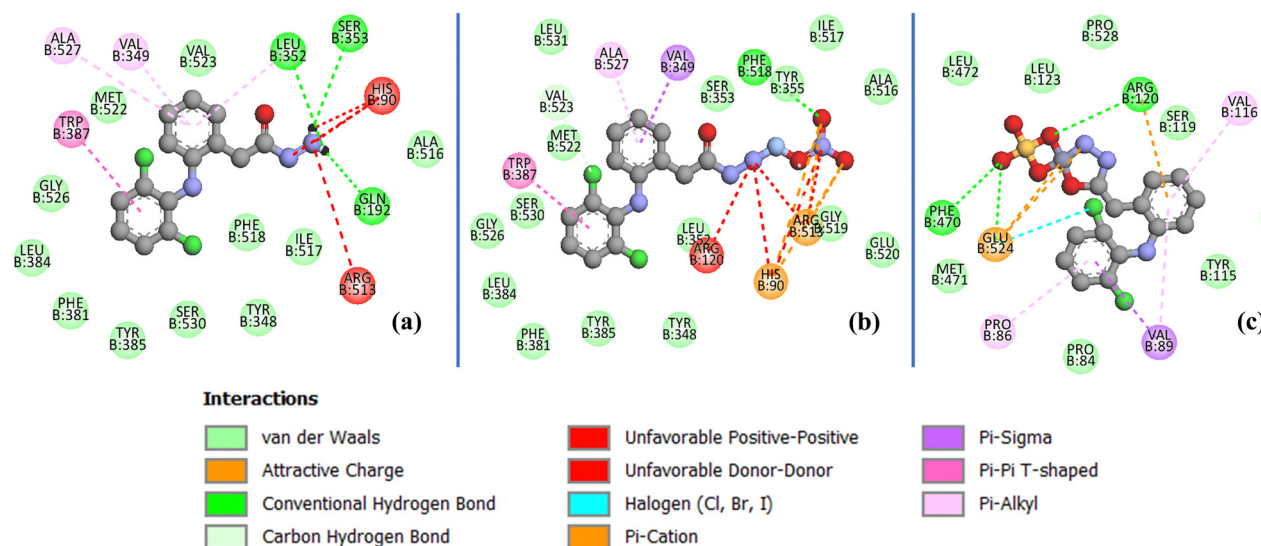 ALA
B:527
VAL
B:349
VAL
B:523
LEU
B:352
SER
B:353
HIS
B:90
MET
B:522
TRP
B:387
ALA
B:516
GLY
B:526
GLN
B:192
PHE
B:518
ILE
B:517
LEU
B:384
ARG
B:513
PHE
B:381
SER
B:530
TYR
B:348
TYR
B:385
(a)
LEU
B:531
ALA
B:527
VAL
B:349
PHE
B:518
ILE
B:517
TYR
B:355
SER
B:353
ALA
B:516
VAL
B:523
MET
B:522
TRP
B:387
SER
B:530
GLY
B:526
LEU
B:352
ARG
B:120
ARG
B:513
GLY
B:519
GLU
B:520
HIS
B:90
LEU
B:384
PHE
B:381
TYR
B:385
TYR
B:348
(b)
PRO
B:528
LEU
B:472
LEU
B:123
ARG
B:120
SER
B:119
VAL
B:116
PHE
B:470
GLU
B:524
MET
B:471
TYR
B:115
PRO
B:86
PRO
B:84
VAL
B:89
(c)
Interactions
van der Waals
Attractive Charge
Conventional Hydrogen Bond
Carbon Hydrogen Bond
Unfavorable Positive-Positive
Unfavorable Donor-Donor
Halogen (Cl, Br, I)
Pi-Cation
Pi-Sigma
Pi-Pi T-shaped
Pi-Alkyl